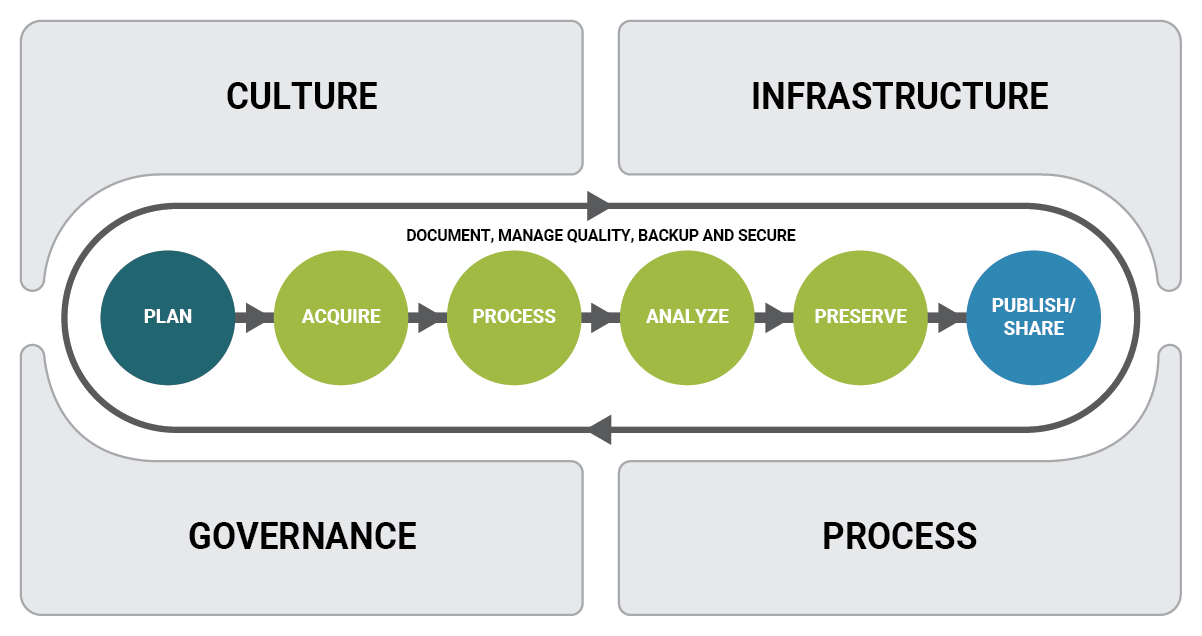 CULTURE
INFRASTRUCTURE
DOCUMENT, MANAGE QUALITY, BACKUP AND SECURE
PLAN
ACQUIRE
PROCESS
ANALYZE
PRESERVE
PUBLISH/
SHARE
GOVERNANCE
PROCESS